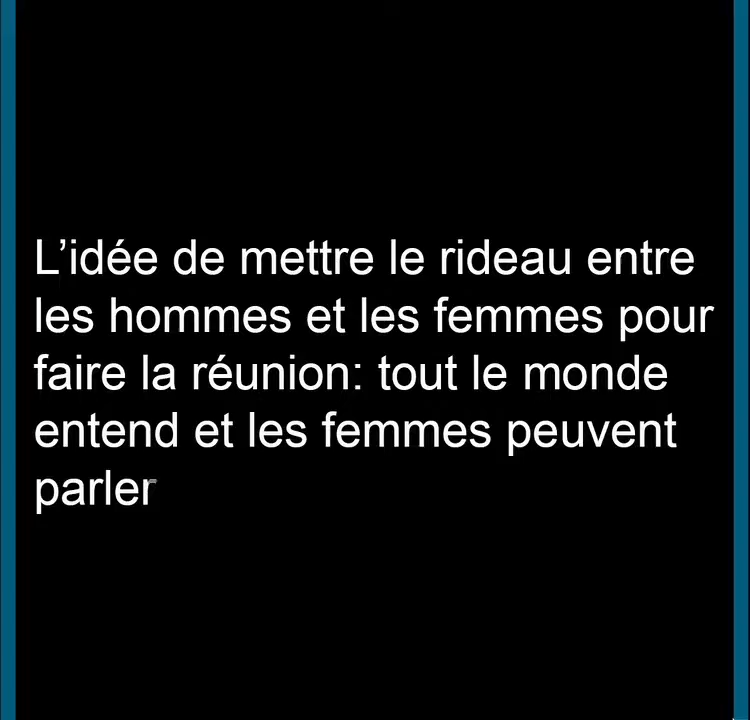 L’idée de mettre le rideau entre
les hommes et les femmes pour
faire la réunion: tout le monde
entend et les femmes peuvent
parler